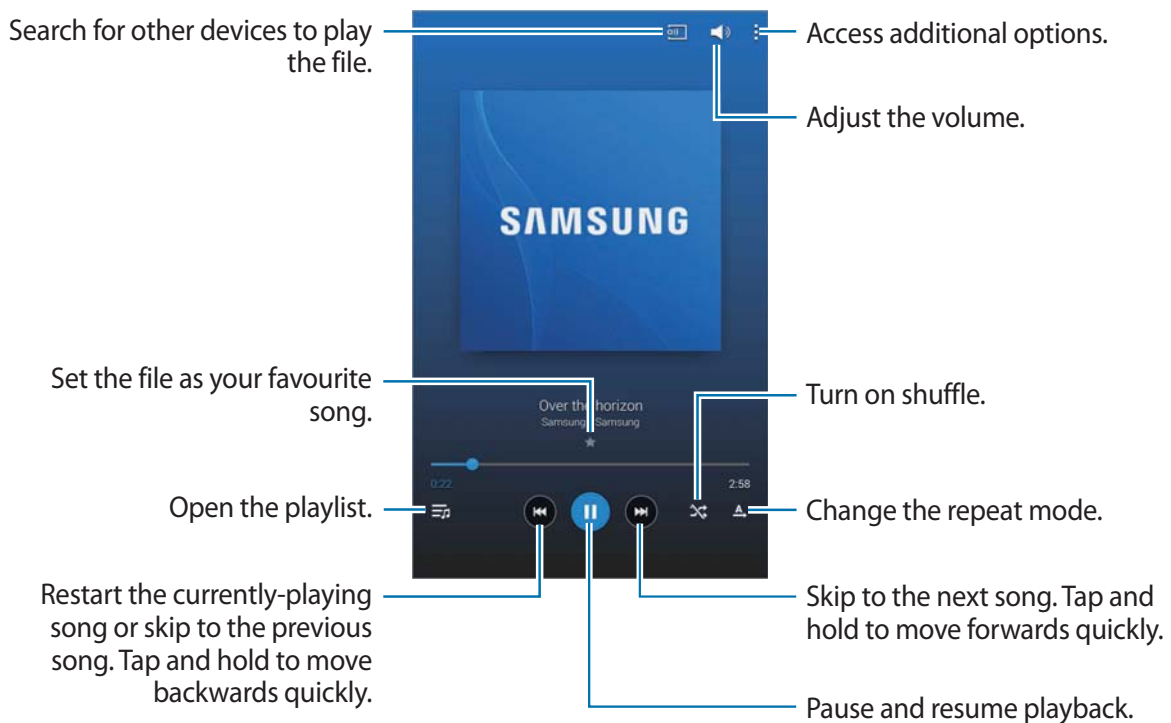 Search for other devices to play
the file.
Access additional options.
Adjust the volume.
SAMSUNG
Set the file as your favourite
song.
Over the horizon
Samsung Samsung
Turn on shuffle.
0:22
2:58
Open the playlist.
A
Change the repeat mode.
Restart the currently-playing
song or skip to the previous
song. Tap and hold to move
backwards quickly.
Skip to the next song. Tap and
hold to move forwards quickly.
Pause and resume playback.